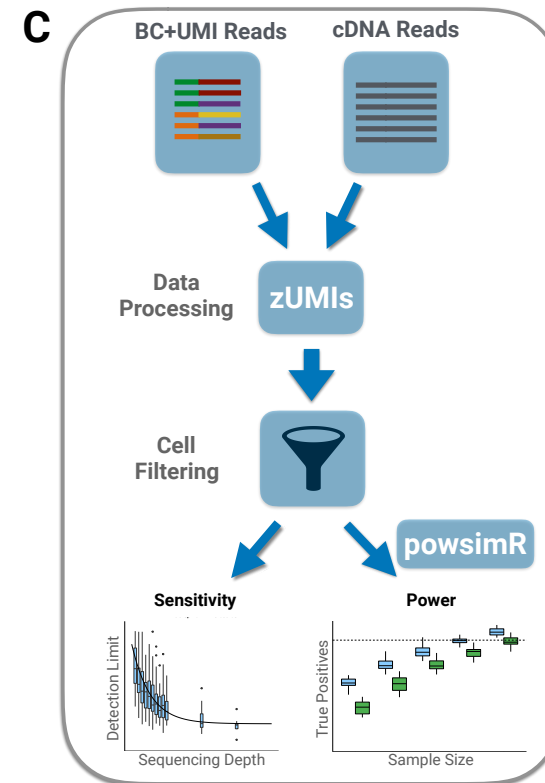 C
BC+UMI Reads
cDNA Reads
Data
Processing
zUMIs
Cell
Filtering
powsimR
Sensitivity
Power
Detection Limit
Sequencing Depth
True Positives
Sample Size